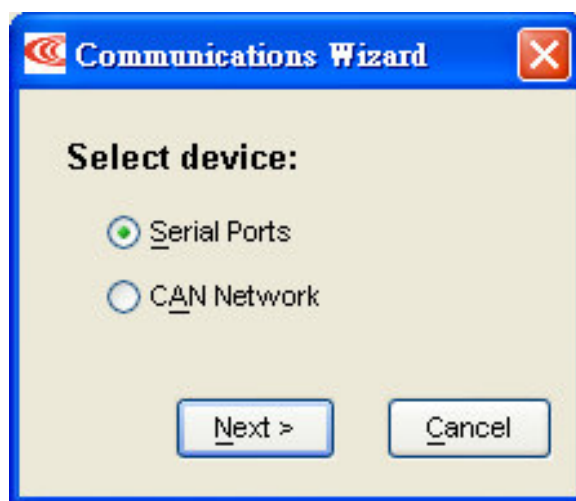 Communications Wizard
Select device:
Serial Ports
CAN Network
Next >
Cancel